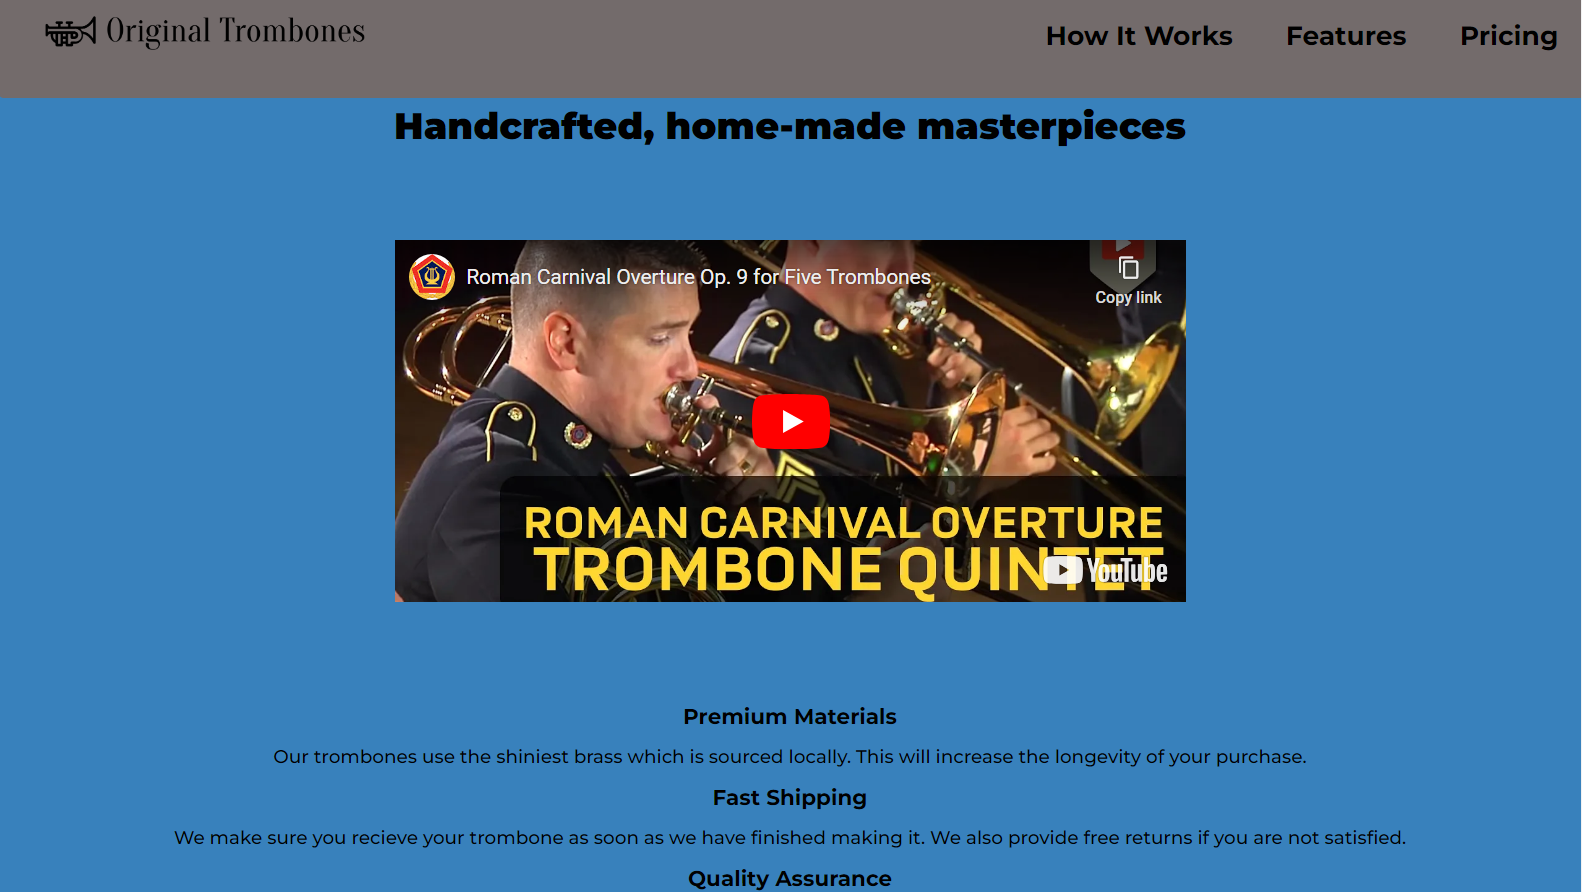 Original Trombones
How It Works Features Pricing
Handcrafted, home-made masterpieces
Roman Carnival Overture Op. 9 for Five Trombones
Copy link
ROMAN CARNIVAL OVERTURE
TROMBONE QUINTET
YouTube
Premium Materials
Our trombones use the shiniest brass which is sourced locally. This will increase the longevity of your purchase.
Fast Shipping
We make sure you recieve your trombone as soon as we have finished making it. We also provide free returns if you are not satisfied.
Quality Assurance